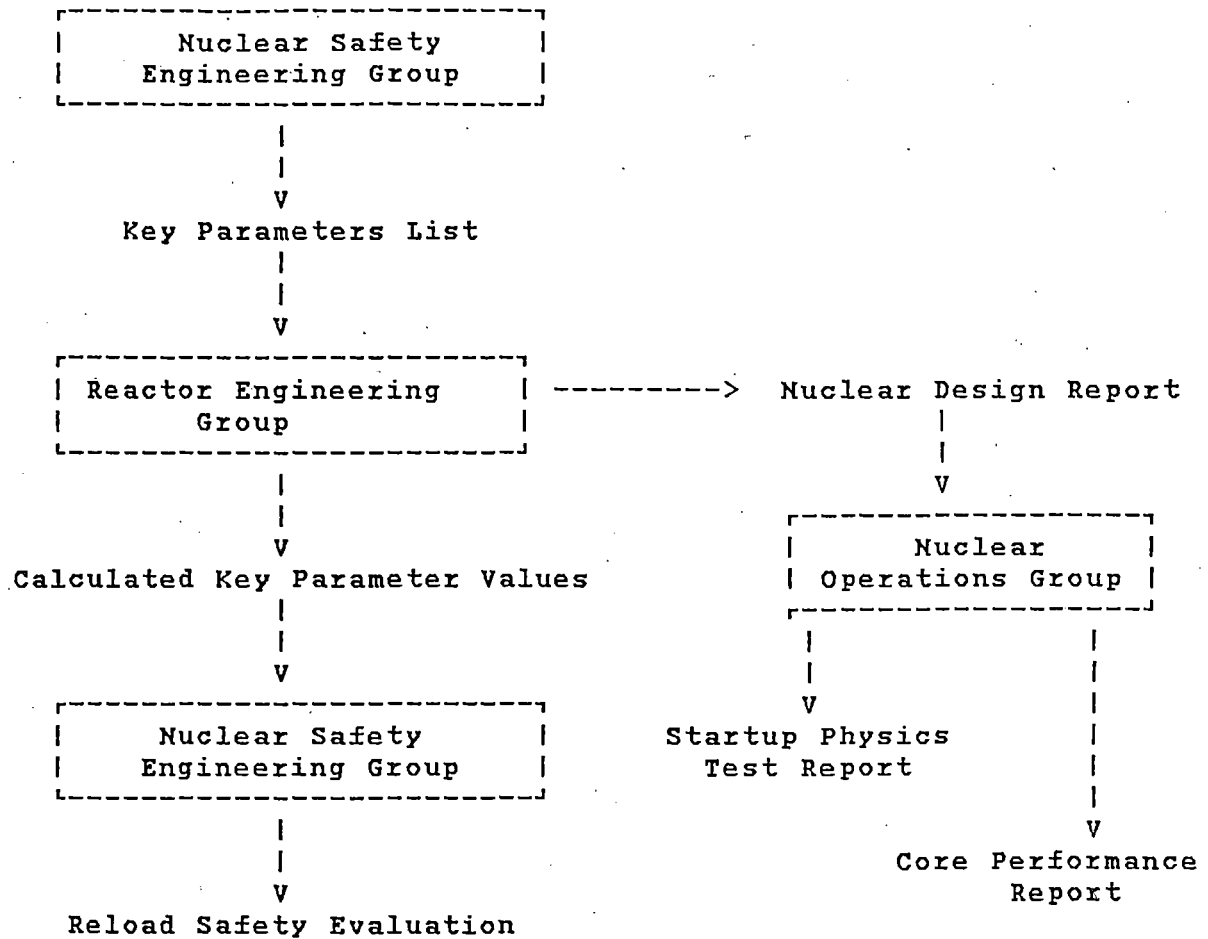 Nuclear Safety
Engineering Group
Key Parameters List
Reactor Engineering
Group
Nuclear Design Report
Calculated Key Parameter Values
Nuclear
Operations Group
Nuclear Safety
Engineering Group
Startup Physics
Test Report
Core Performance
Report
Reload Safety Evaluation